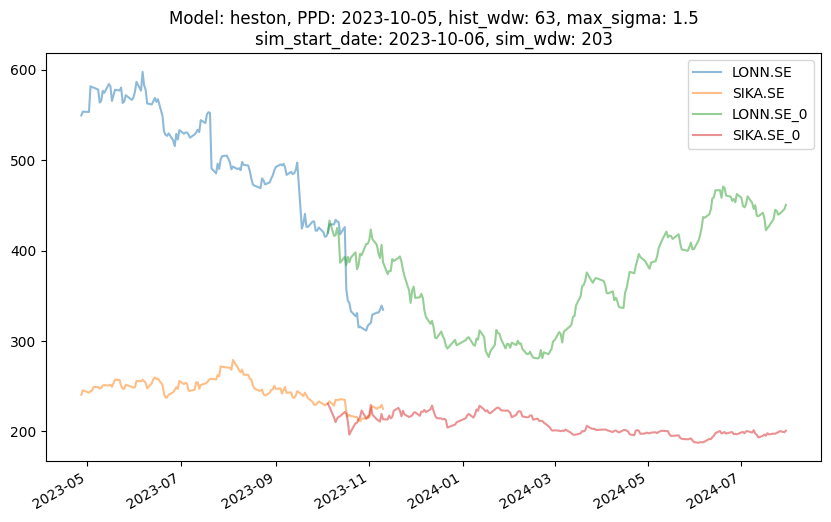 Model: heston, PPD: 2023-10-05, hist_wdw: 63, max_sigma: 1.5
sim_start_date: 2023-10-06, sim_wdw: 203
LONN.SE
SIKA.SE
LONN.SE_0
SIKA.SE_0
600
500
400
300
200
2023-05
2023-07
2023-09
2023-11
2024-01
2024-03
2024-05
2024-07